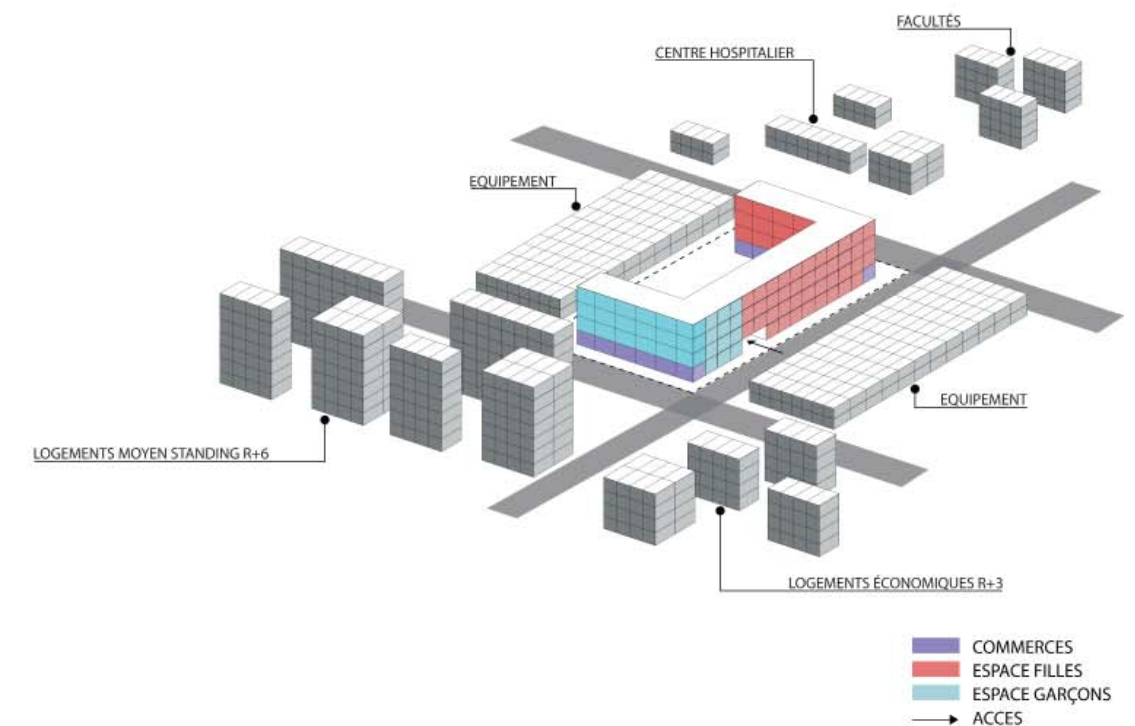 FACULTÉS
CENTRE HOSPITALIER
EQUIPEMENT
EQUIPEMENT
LOGEMENTS MOYEN STANDING R+6
LOGEMENTS ÉCONOMIQUES R+3
COMMERCES
ESPACE FILLES
ESPACE GARÇONS
ACCES